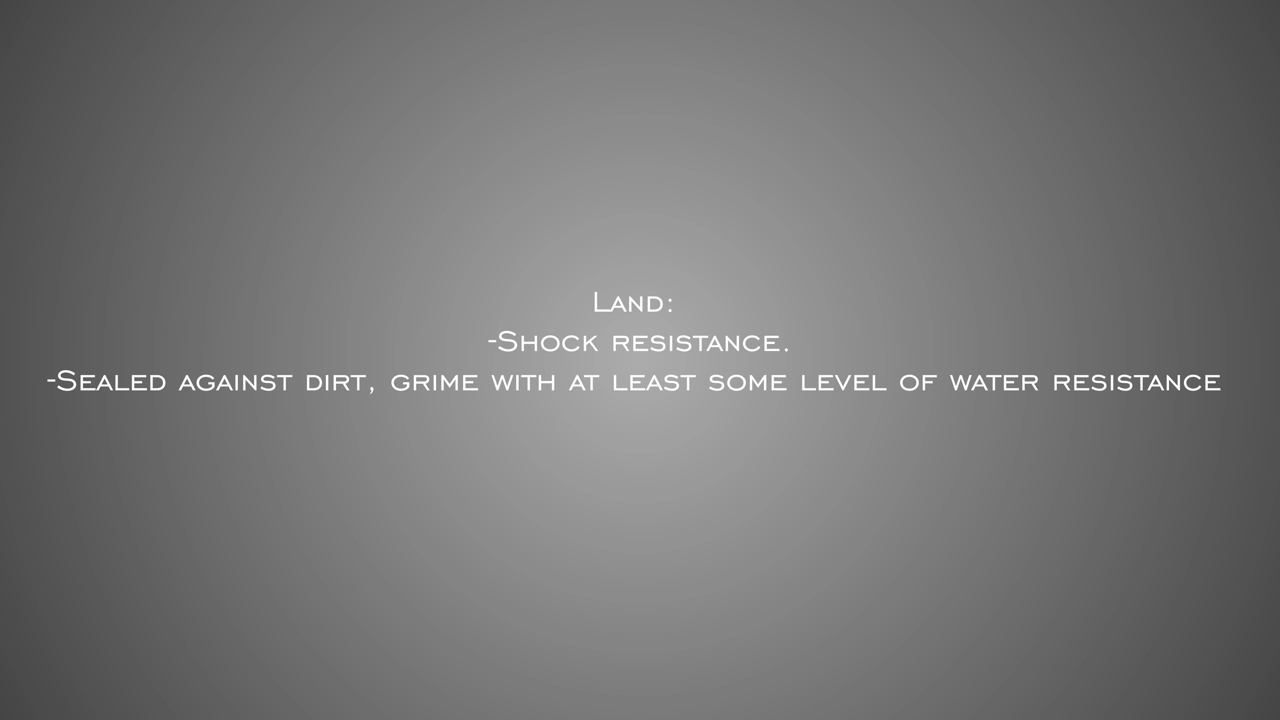 Land:
-Shock resistance.
-Sealed against dirt, grime with at least some level of water resistance